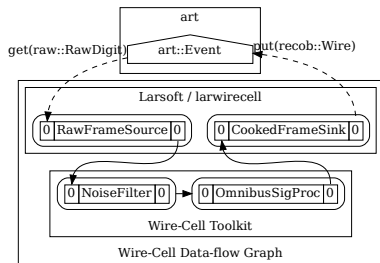 art
get(raw::RawDigit)
art::Event
put(recob::Wire)
Larsoft / larwirecell
0 RawFrameSource 0
0 CookedFrameSink 0
0 NoiseFilter 0
0 OmnibusSigProc 0
Wire-Cell Toolkit
Wire-Cell Data-flow Graph